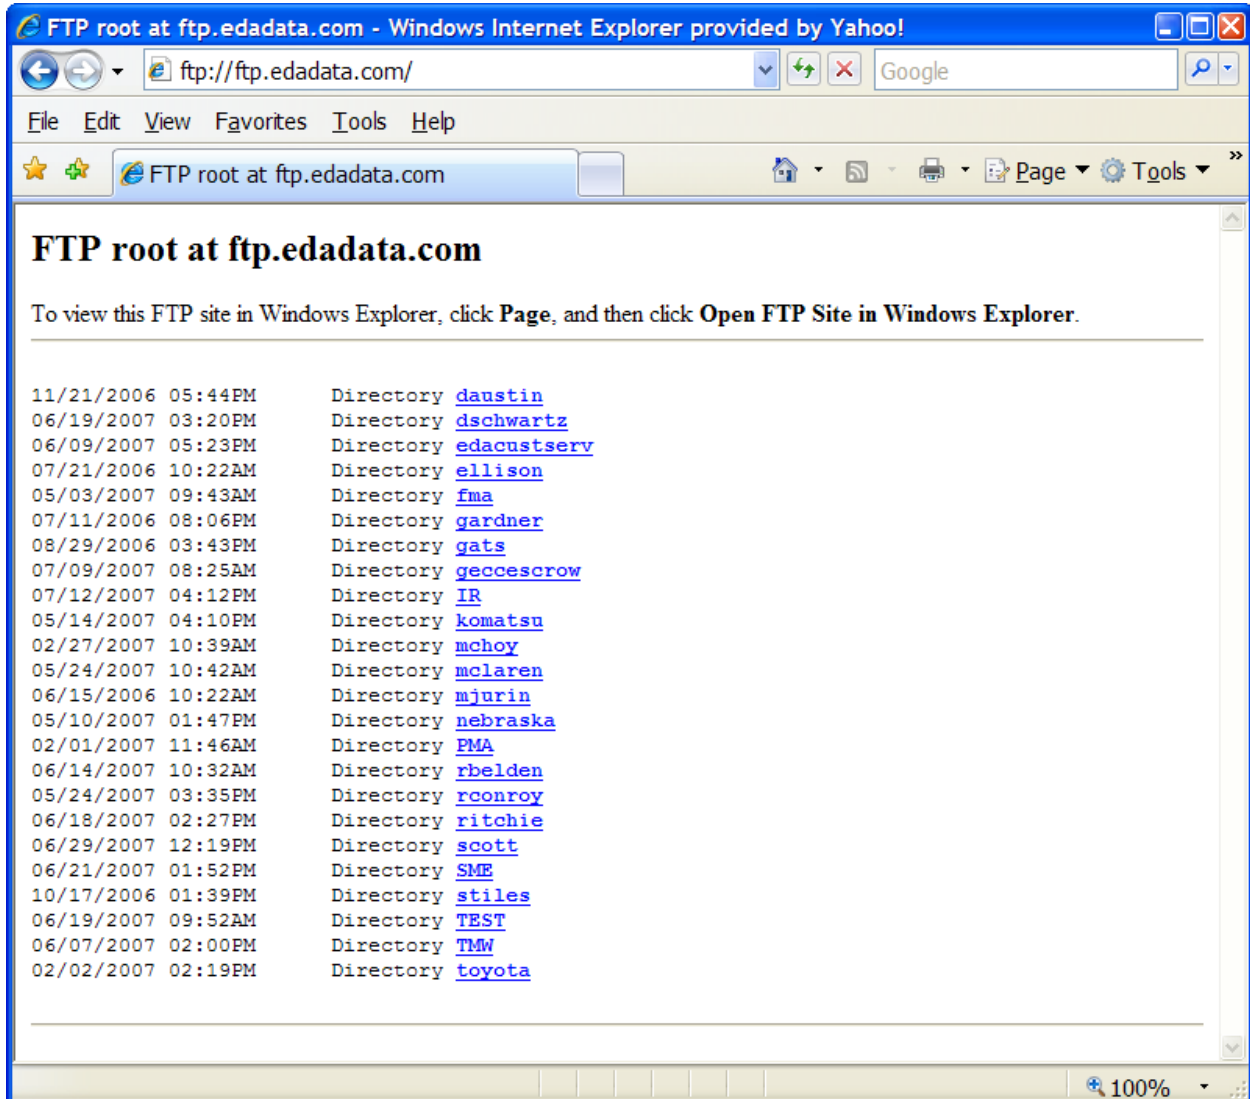 FTP root at ftp.edadata.com - Windows Internet Explorer provided by Yahoo!
ftp://ftp.edadata.com/ Google
File Edit View Favorites Tools Help
FTP root at ftp.edadata.com Page Tools »
FTP root at ftp.edadata.com
To view this FTP site in Windows Explorer, click Page, and then click Open FTP Site in Windows Explorer.
11/21/2006 05:44PM Directory daustin
06/19/2007 03:20PM Directory dschwartz
06/09/2007 05:23PM Directory edacustserv
07/21/2006 10:22AM Directory ellison
05/03/2007 09:43AM Directory fma
07/11/2006 08:06PM Directory gardner
08/29/2006 03:43PM Directory gats
07/09/2007 08:25AM Directory geccescrow
07/12/2007 04:12PM Directory IR
05/14/2007 04:10PM Directory komatsu
02/27/2007 10:39AM Directory mchoy
05/24/2007 10:42AM Directory mclaren
06/15/2006 10:22AM Directory mjurin
05/10/2007 01:47PM Directory nebraska
02/01/2007 11:46AM Directory PMA
06/14/2007 10:32AM Directory rbelden
05/24/2007 03:35PM Directory rconroy
06/18/2007 02:27PM Directory ritchie
06/29/2007 12:19PM Directory scott
06/21/2007 01:52PM Directory SME
10/17/2006 01:39PM Directory stiles
06/19/2007 09:52AM Directory TEST
06/07/2007 02:00PM Directory TMW
02/02/2007 02:19PM Directory toyota
100%